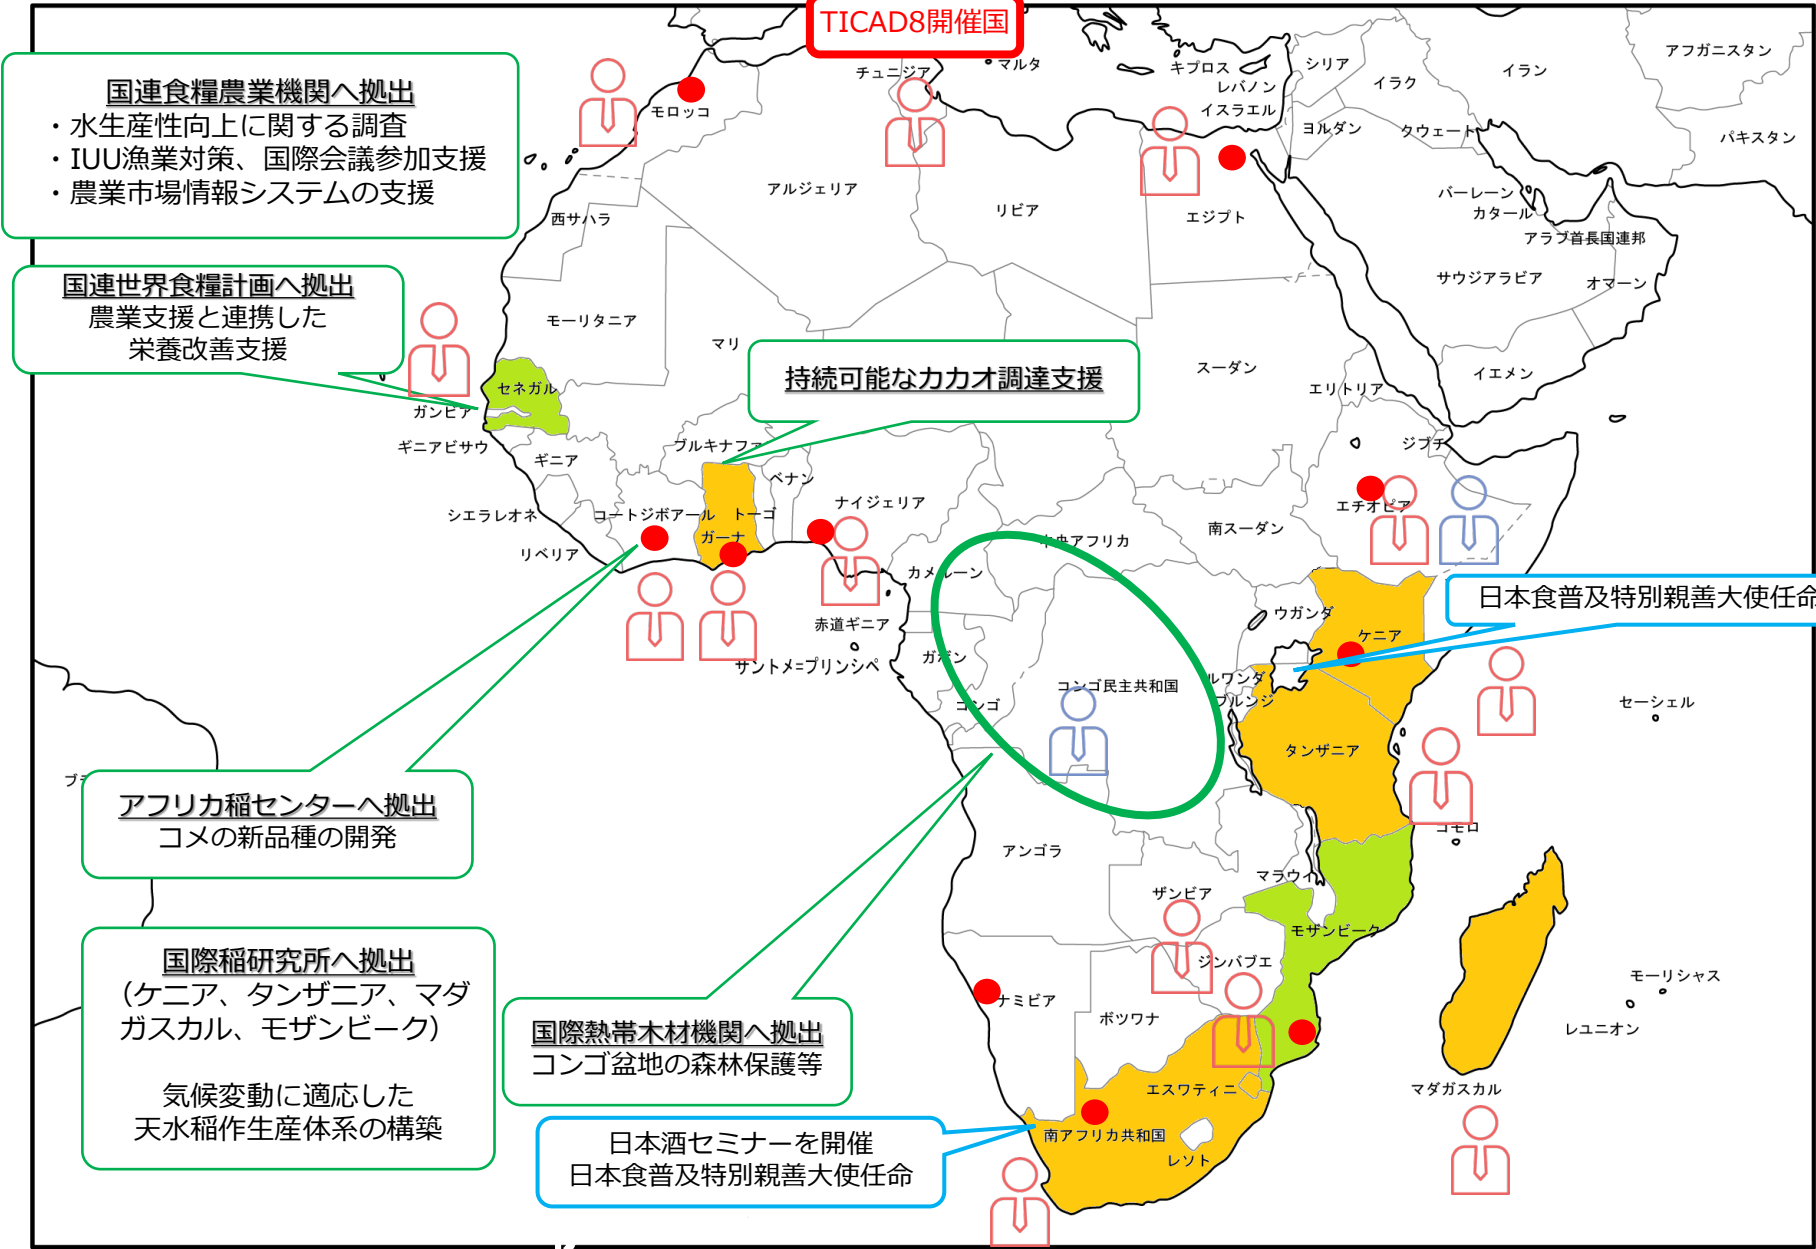 TICAD8開催国
国連食糧農業機関へ拠出
・水生産性向上に関する調査
・IUU漁業対策、国際会議参加支援
・農業市場情報システムの支援
国連世界食糧計画へ拠出
農業支援と連携した
栄養改善支援
持続可能なカカオ調達支援
日本食普及特別親善大使任命
アフリカ稲センターへ拠出
コメの新品種の開発
国際稲研究所へ拠出
（ケニア、タンザニア、マダ
ガスカル、モザンビーク）
気候変動に適応した
天水稲作生産体系の構築
国際熱帯木材機関へ拠出
コンゴ盆地の森林保護等
日本酒セミナーを開催
日本食普及特別親善大使任命
モロッコ
チュニジア
マルタ
キプロス
レバノン
イスラエル
シリア
イラク
イラン
アフガニスタン
パキスタン
ヨルダン
クウェート
バーレーン
カタール
アラブ首長国連邦
サウジアラビア
オマーン
イエメン
アルジェリア
リビア
エジプト
西サハラ
モーリタニア
マリ
スーダン
エリトリア
ジブチ
セネガル
ガンビア
ギニアビサウ
ギニア
シエラレオネ
リベリア
コートジボアール
ブルキナファ
ガーナ
トーゴ
ベナン
ナイジェリア
カメルーン
中央アフリカ
南スーダン
エチオピア
赤道ギニア
サントメ=プリンシペ
ガボン
コンゴ
コンゴ民主共和国
ウガンダ
ケニア
ルワンダ
ブルンジ
タンザニア
セーシェル
コモロ
アンゴラ
ザンビア
マラウイ
モザンビーク
ジンバブエ
ナミビア
ボツワナ
エスワティニ
南アフリカ共和国
レソト
マダガスカル
モーリシャス
レユニオン